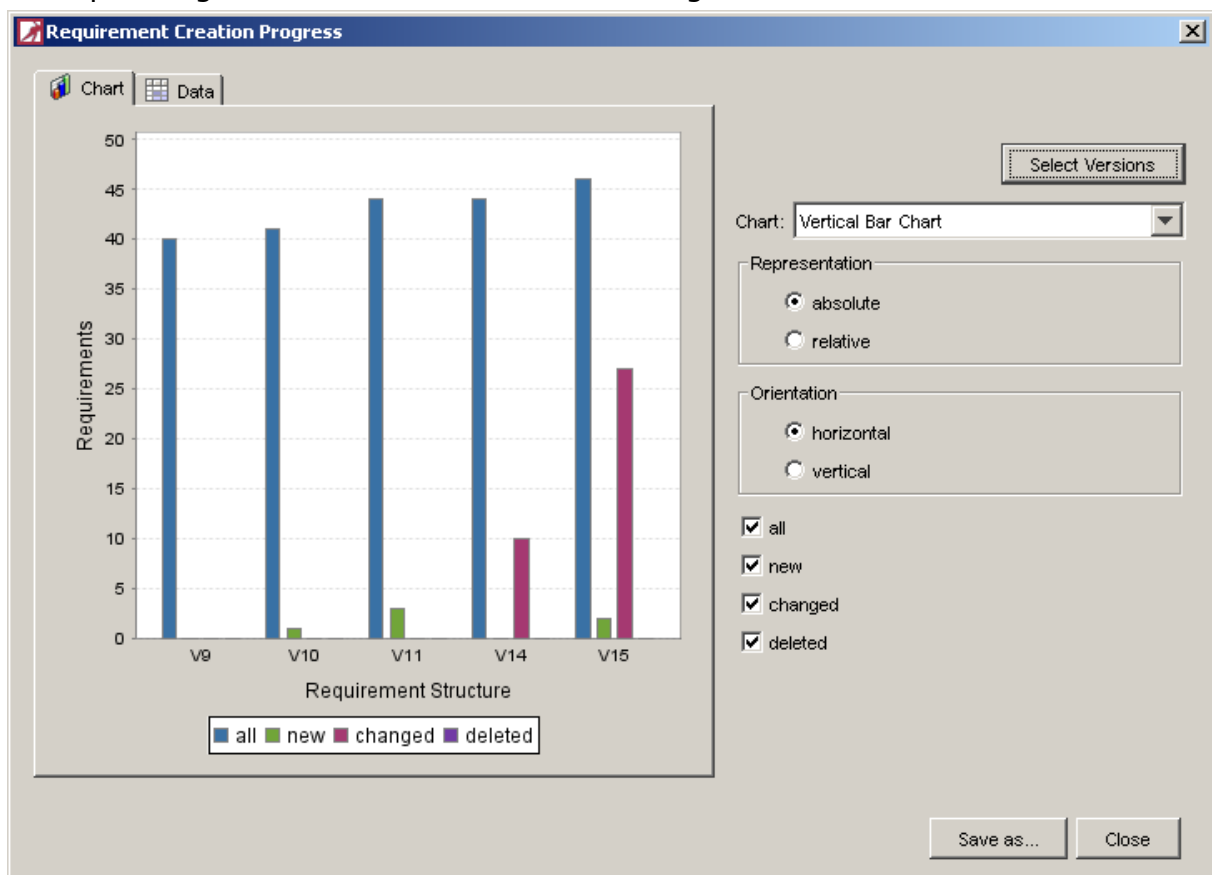 Requirement Creation Progress
Chart
Data
50
45
40
35
30
25
20
15
10
5
0
Requirements
V9 V10 V11 V14 V15
Requirement Structure
all new changed deleted
Select Versions
Chart: Vertical Bar Chart
Representation
absolute
relative
Orientation
horizontal
vertical
all
new
changed
deleted
Save as... Close